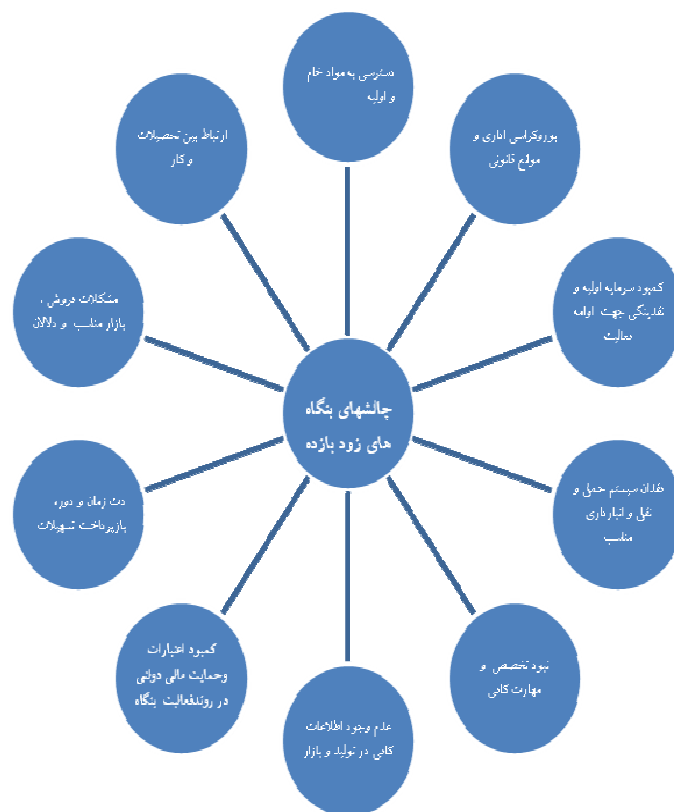 دسترسی به مواد خام
و اولیه
بوروکراسی اداری و
موانع قانونی
کمبود سرمایه اولیه و
نقدینگی جهت ادامه
فعالیت
فقدان سیستم حمل و
نقل و انبارداری
مناسب
نبود تخصص و
مهارت کافی
عدم وجود اطلاعات
کافی در تولید و بازار
کمبود اعتبارات
وحمایت مالی دولتی
در روندفعالیت بنگاه
مدت زمان و دوره
بازپرداخت تسهیلات
مشکلات فروش ،
بازار مناسب و دلالان
ارتباط بین تحصیلات
و کار
چالشهای بنگاه
های زود بازده